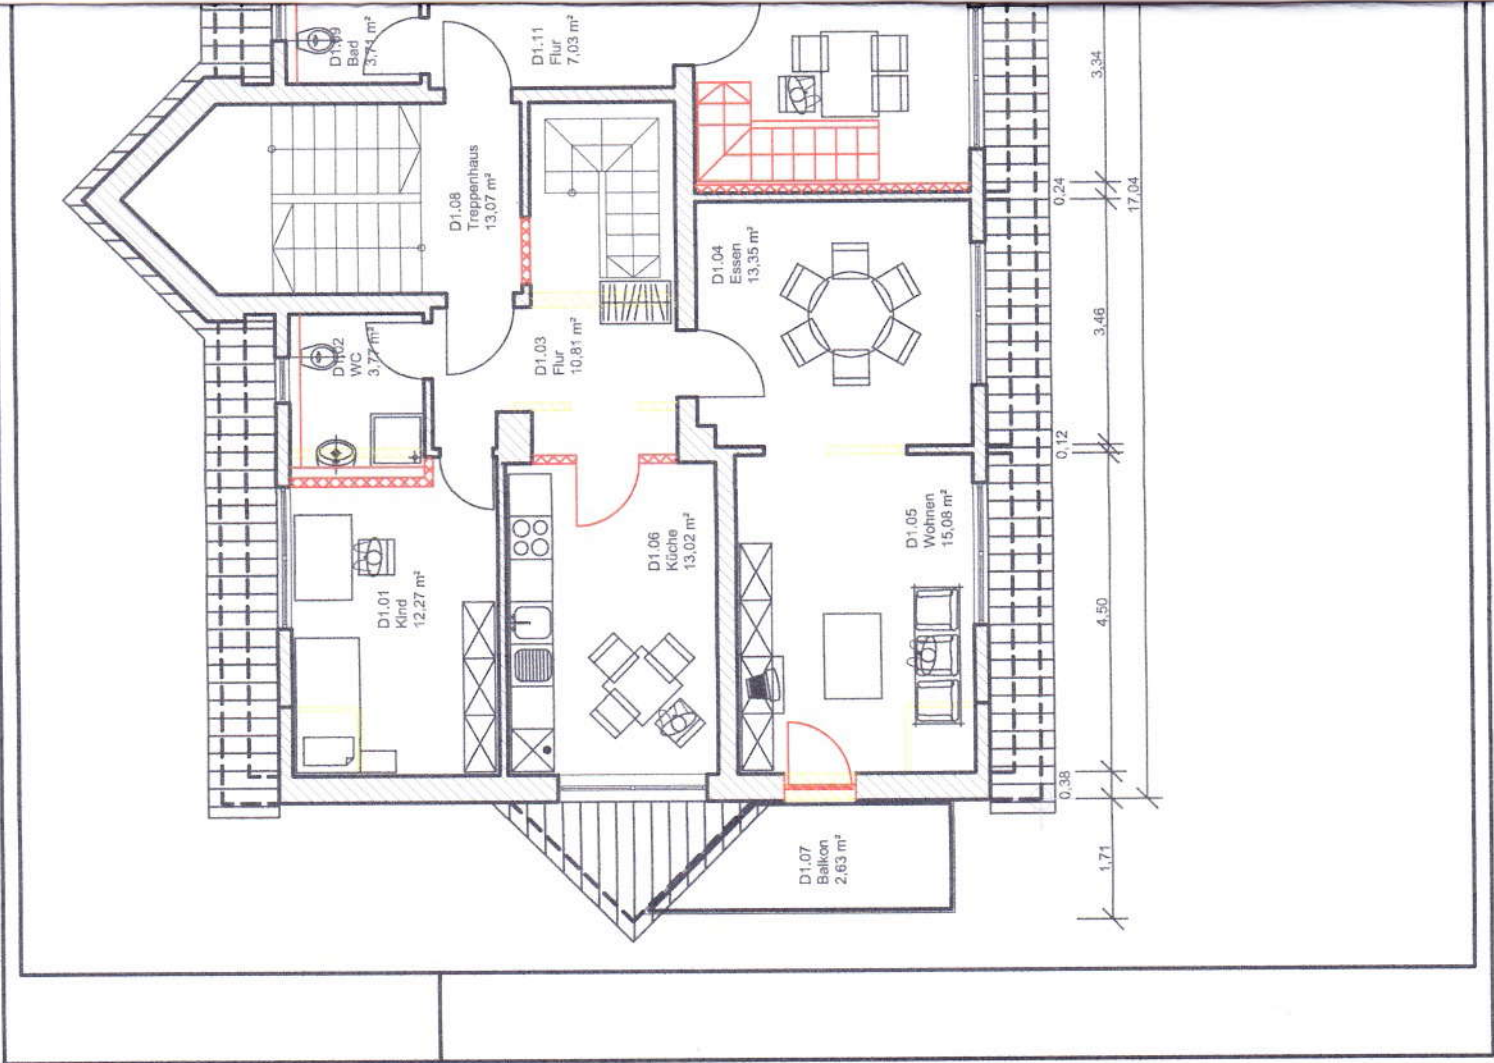 D1.09
Bad
3,71 m²
D1.11
Flur
7,03 m²
D1.08
Treppenhaus
13,07 m²
D1.02
WC
3,77 m²
D1.03
Flur
10,81 m²
D1.04
Essen
13,35 m²
D1.01
Kind
12,27 m²
D1.06
Küche
13,02 m²
D1.05
Wohnen
15,08 m²
D1.07
Balkon
2,63 m²
3,34
0,24
17,04
3,46
0,12
4,50
0,38
1,71